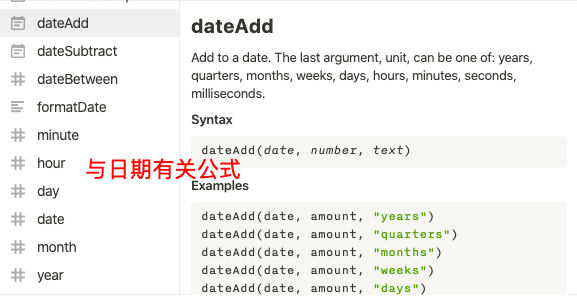 dateAdd
dateSubtract
dateBetween
formatDate
minute
hour
day
date
month
year
与日期有关公式
dateAdd
Add to a date. The last argument, unit, can be one of: years,
quarters, months, weeks, days, hours, minutes, seconds,
milliseconds.
Syntax
dateAdd(date, number, text)
Examples
dateAdd(date, amount, "years")
dateAdd(date, amount, "quarters")
dateAdd(date, amount, "months")
dateAdd(date, amount, "weeks")
dateAdd(date, amount, "days")